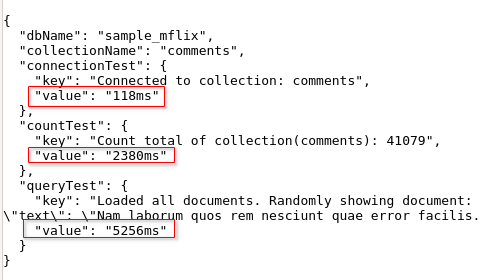 {
"dbName": "sample_mflix",
"collectionName": "comments",
"connectionTest": {
"key": "Connected to collection: comments",
"value": "118ms"
},
"countTest": {
"key": "Count total of collection(comments): 41079",
"value": "2380ms"
},
"queryTest": {
"key": "Loaded all documents. Randomly showing document:
\"text\": \"Nam laborum quos rem nesciunt quae error facilis.
"value": "5256ms"
}
}